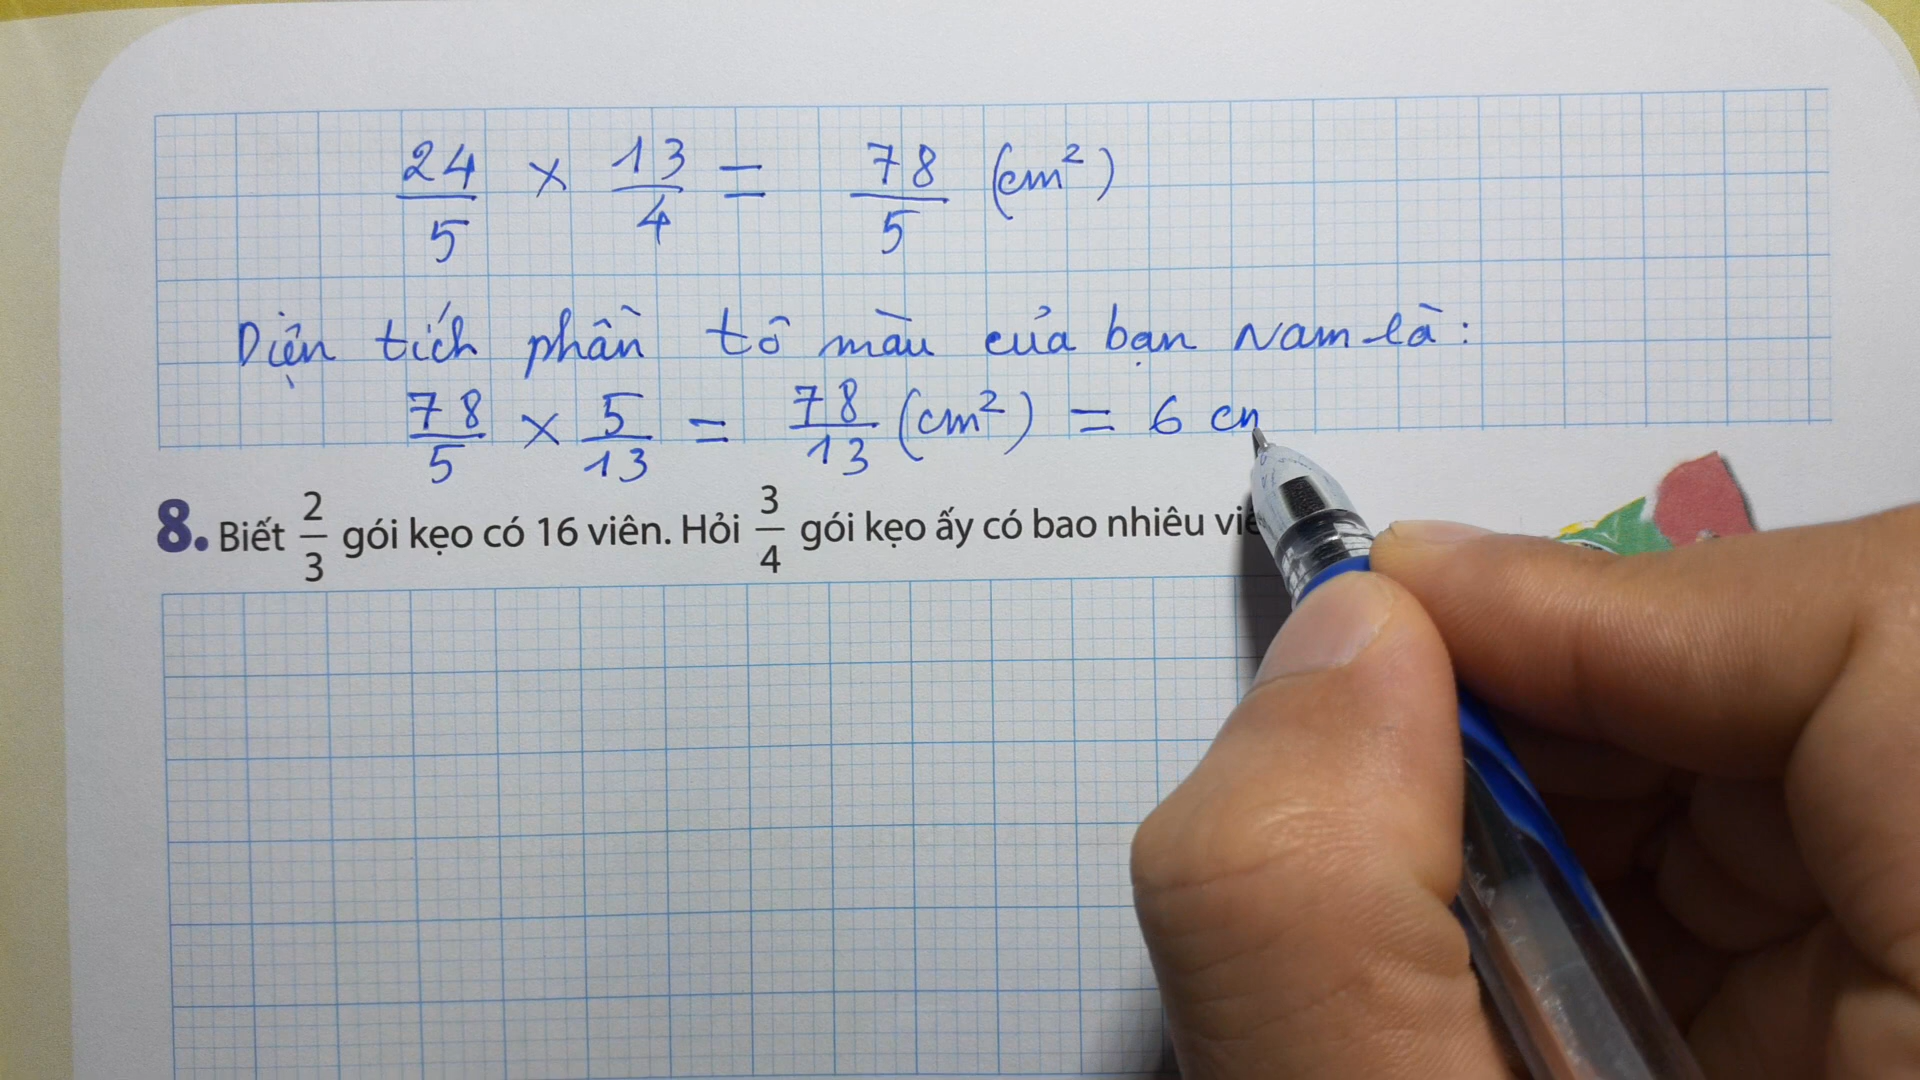 24/5 × 13/4 = 78/5 (cm²)
Diện tích phần tô màu của bạn Nam là:
78/5 × 5/13 = 78/13 (cm²) = 6 cm
8. Biết 2/3 gói kẹo có 16 viên. Hỏi 3/4 gói kẹo ấy có bao nhiêu